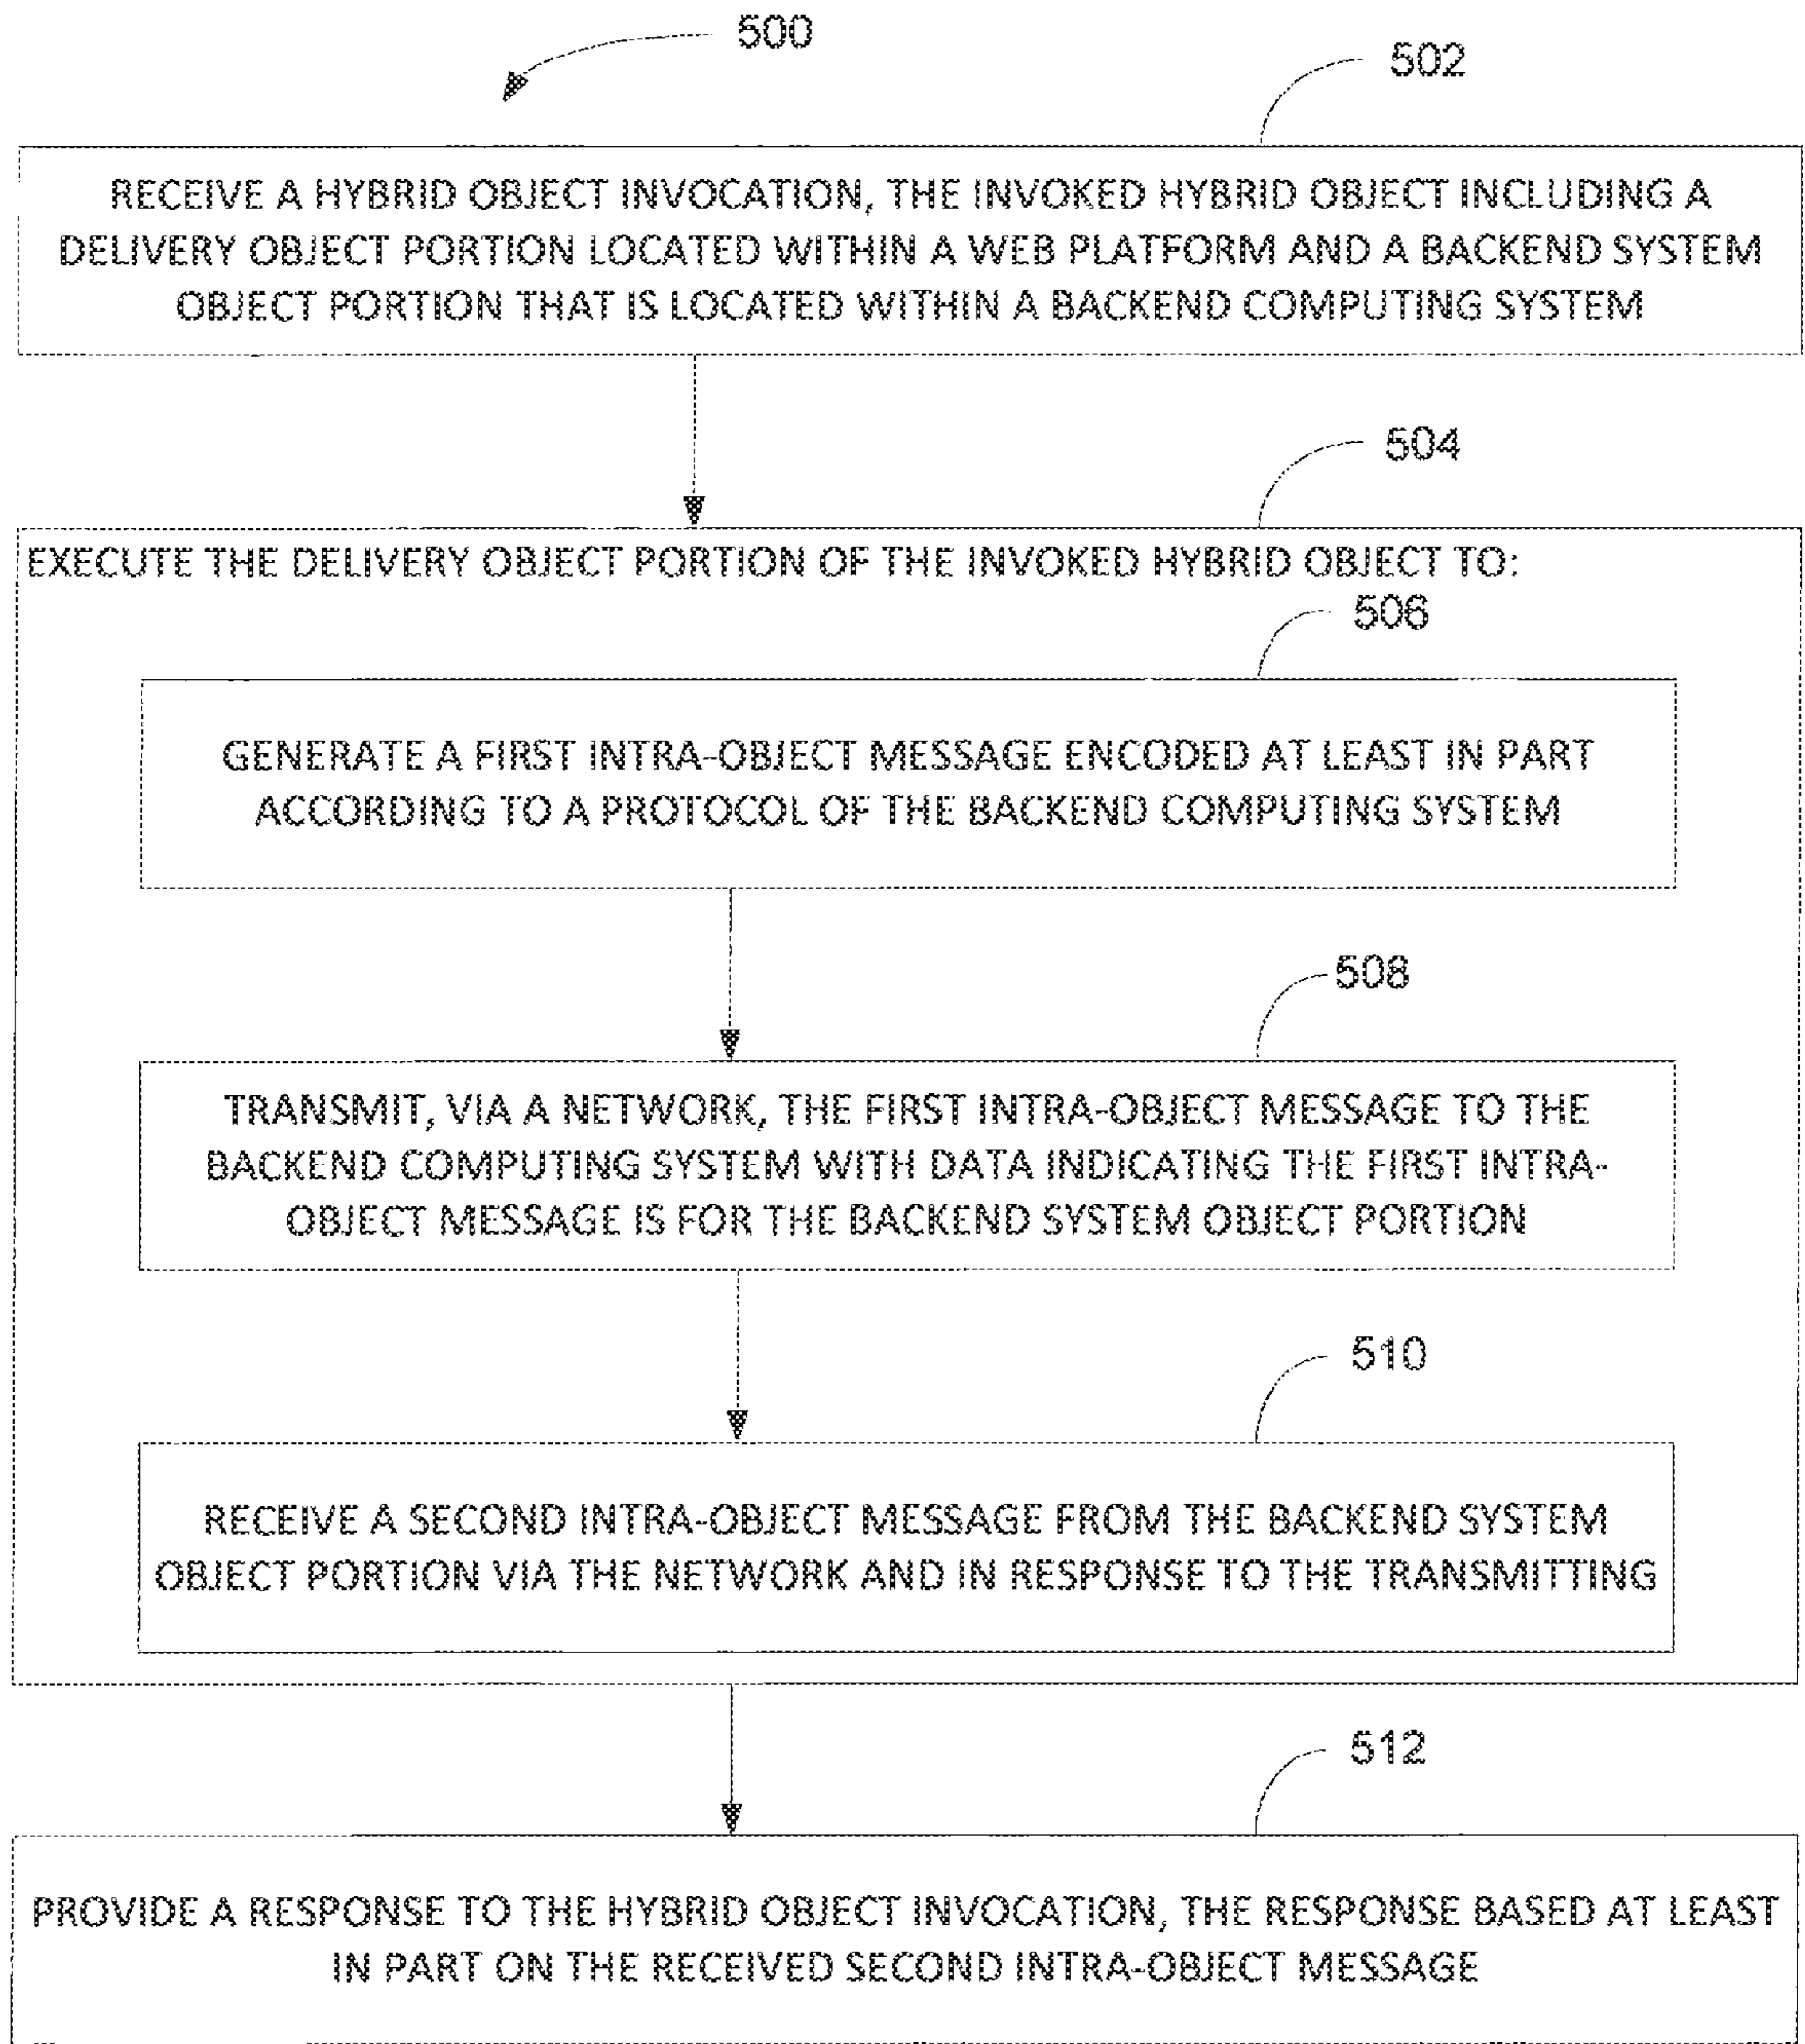 500
502
RECEIVE A HYBRID OBJECT INVOCATION, THE INVOKED HYBRID OBJECT INCLUDING A
DELIVERY OBJECT PORTION LOCATED WITHIN A WEB PLATFORM AND A BACKEND SYSTEM
OBJECT PORTION THAT IS LOCATED WITHIN A BACKEND COMPUTING SYSTEM
504
EXECUTE THE DELIVERY OBJECT PORTION OF THE INVOKED HYBRID OBJECT TO:
506
GENERATE A FIRST INTRA-OBJECT MESSAGE ENCODED AT LEAST IN PART
ACCORDING TO A PROTOCOL OF THE BACKEND COMPUTING SYSTEM
508
TRANSMIT, VIA A NETWORK, THE FIRST INTRA-OBJECT MESSAGE TO THE
BACKEND COMPUTING SYSTEM WITH DATA INDICATING THE FIRST INTRA-
OBJECT MESSAGE IS FOR THE BACKEND SYSTEM OBJECT PORTION
510
RECEIVE A SECOND INTRA-OBJECT MESSAGE FROM THE BACKEND SYSTEM
OBJECT PORTION VIA THE NETWORK AND IN RESPONSE TO THE TRANSMITTING
512
PROVIDE A RESPONSE TO THE HYBRID OBJECT INVOCATION, THE RESPONSE BASED AT LEAST
IN PART ON THE RECEIVED SECOND INTRA-OBJECT MESSAGE